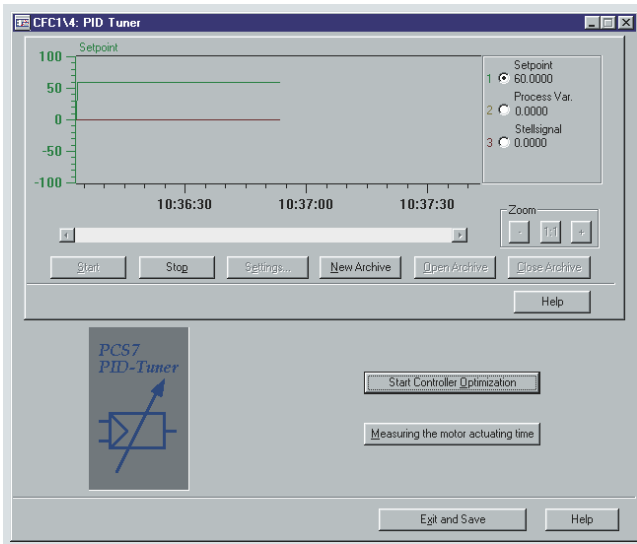 CFC1\4: PID Tuner
Setpoint
100
50
0
-50
-100
10:36:30 10:37:00 10:37:30
Setpoint
1 60.0000
Process Var.
2 0.0000
Stellsignal
3 0.0000
Zoom
- 1:1 +
Start Stop Settings... New Archive Open Archive Close Archive
Help
PCS7
PID-Tuner
Start Controller Optimization
Measuring the motor actuating time
Exit and Save Help